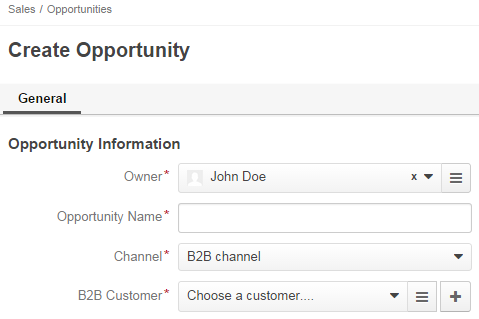 Sales / Opportunities
Create Opportunity
General
Opportunity Information
Owner* John Doe x
Opportunity Name*
Channel* B2B channel
B2B Customer* Choose a customer.... +